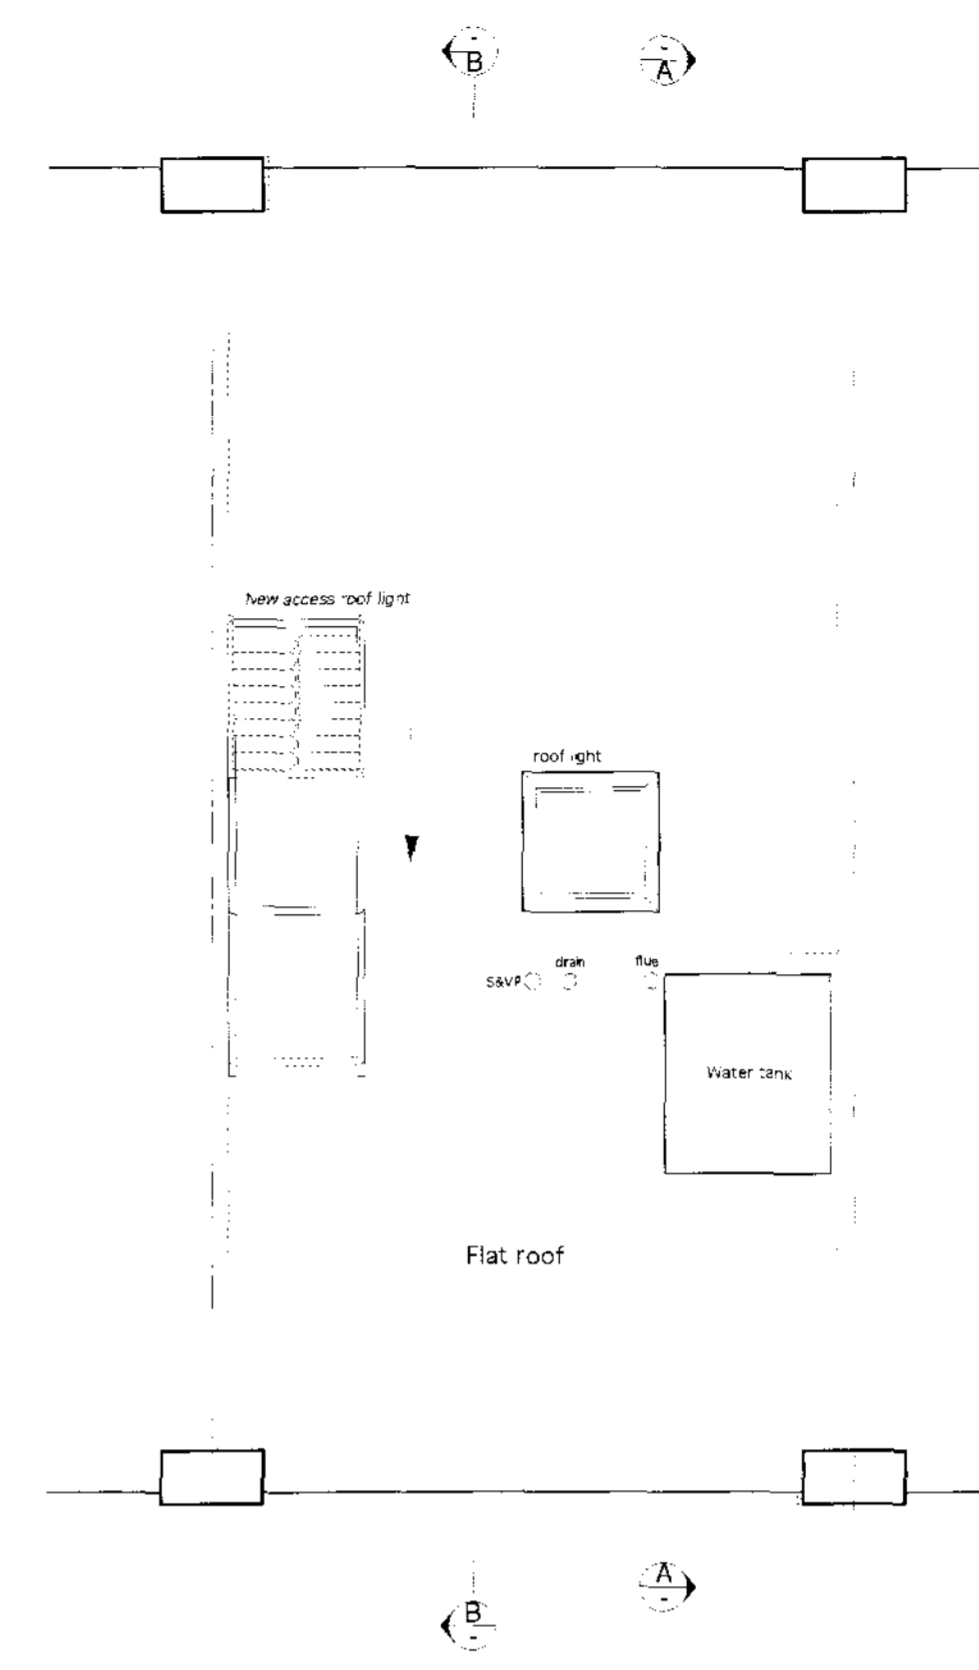 B
A
New access roof light
roof light
drain
flue
S&VP
Water tank
Flat roof
A
B